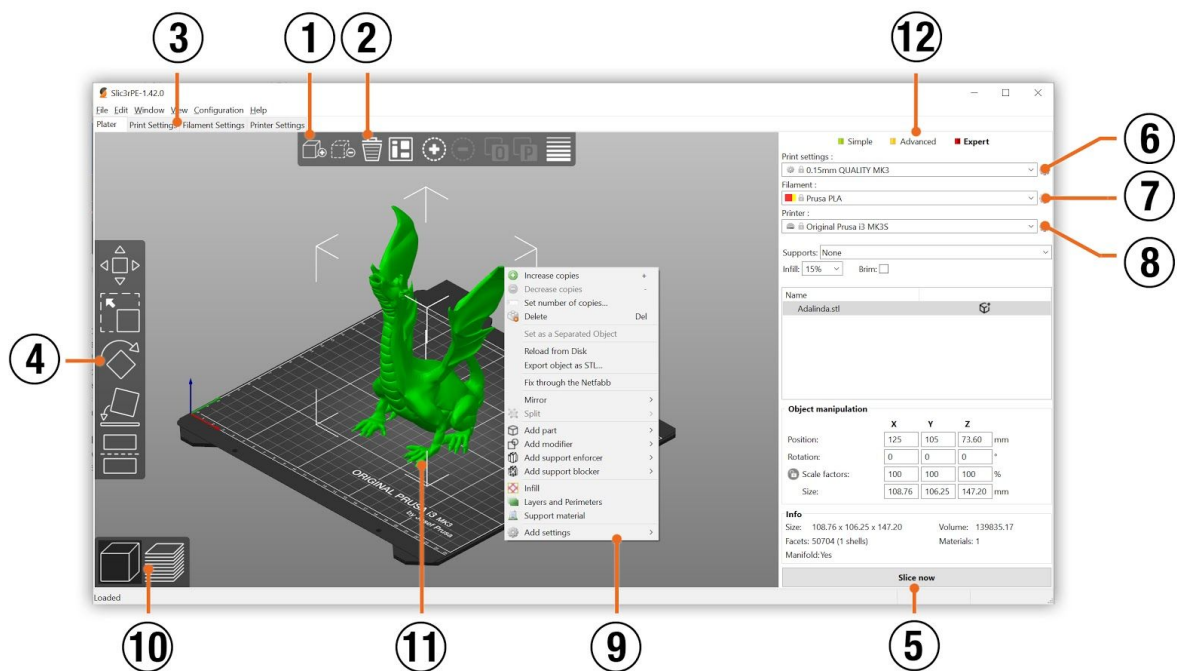 3
1
2
12
Slic3rPE-1.42.0
File Edit Window View Configuration Help
Plater Print Settings Filament Settings Printer Settings
Simple Advanced Expert
Print settings :
0.15mm QUALITY MK3
6
Filament :
Prusa PLA
7
Printer :
Original Prusa i3 MK3S
8
Supports: None
Infill: 15% Brim:
Name
Adalinda.stl
4
Increase copies +
Decrease copies -
Set number of copies...
Delete Del
Set as a Separated Object
Reload from Disk
Export object as STL...
Fix through the Netfabb
Mirror
Split
Add part
Add modifier
Add support enforcer
Add support blocker
Infill
Layers and Perimeters
Support material
Add settings
ORIGINAL PRUSA i3 MK3
by Josef Prusa
Object manipulation
X Y Z
Position: 125 105 73.60 mm
Rotation: 0 0 0 °
Scale factors: 100 100 100 %
Size: 108.76 106.25 147.20 mm
Info
Size: 108.76 x 106.25 x 147.20 Volume: 139835.17
Facets: 50704 (1 shells) Materials: 1
Manifold:Yes
Slice now
Loaded
10
11
9
5